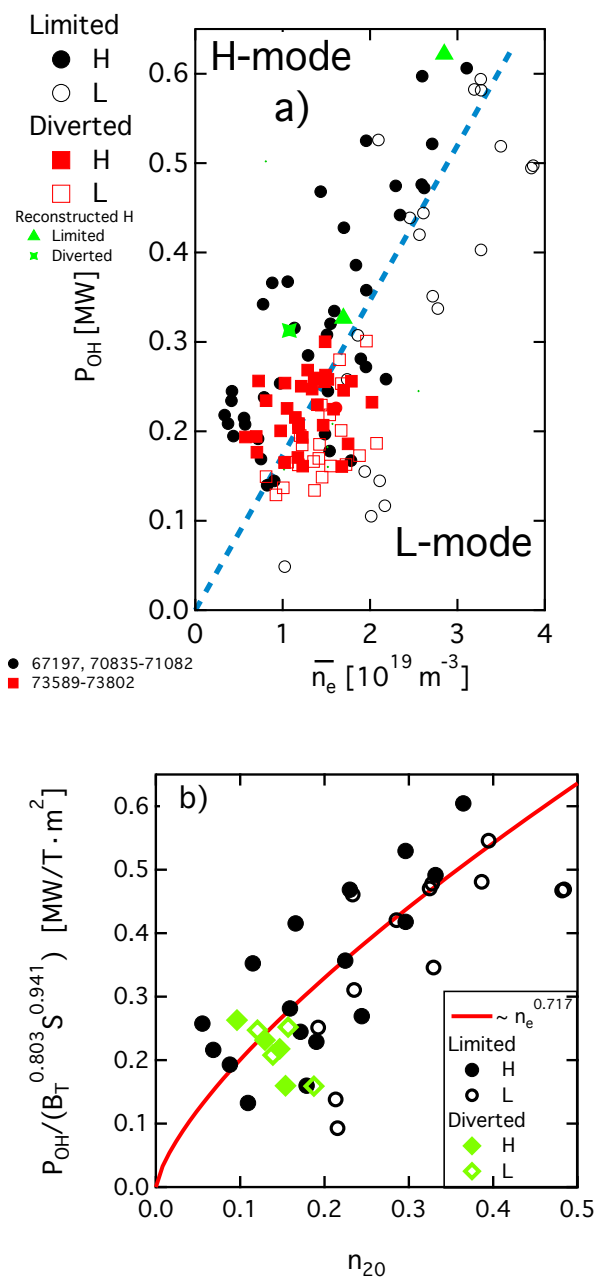 Limited
H
L
Diverted
H
L
Reconstructed H
Limited
Diverted
H-mode
a)
L-mode
P_OH [MW]
0.6
0.5
0.4
0.3
0.2
0.1
0.0
0 1 2 3 4
n̅_e [10^19 m^-3]
67197, 70835-71082
73589-73802
b)
P_OH/(B_T^0.803 S^0.941) [MW/T·m^2]
0.6
0.5
0.4
0.3
0.2
0.1
0.0
~ n_e^0.717
Limited
H
L
Diverted
H
L
0.0 0.1 0.2 0.3 0.4 0.5
n_20